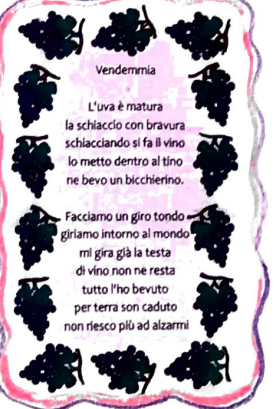 Vendemmia
L'uva è matura
la schiaccio con bravura
schiacciando si fa il vino
lo metto dentro al tino
ne bevo un bicchierino.
Facciamo un giro tondo
giriamo intorno al mondo
mi gira già la testa
di vino non ne resta
tutto l'ho bevuto
per terra son caduto
non riesco più ad alzarmi